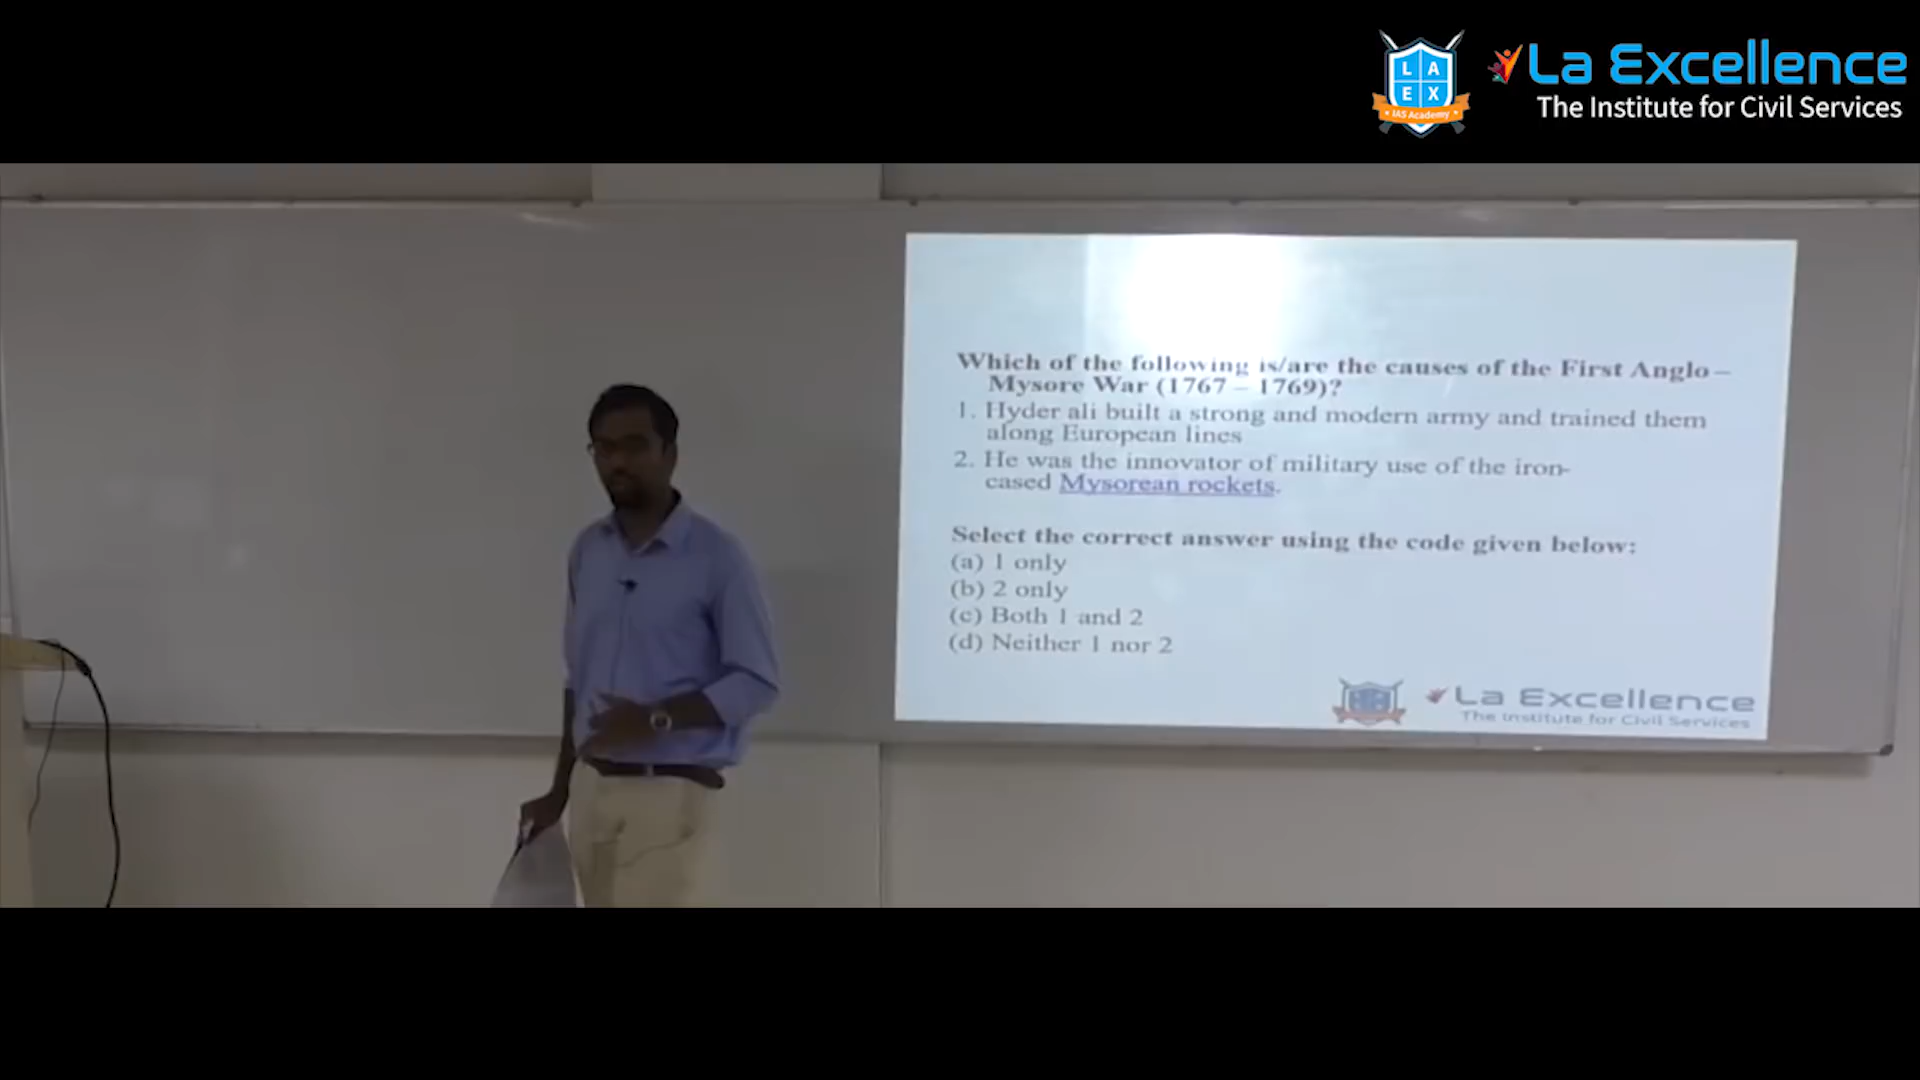 L A
E X
IAS Academy
La Excellence
The Institute for Civil Services
Which of the following is/are the causes of the First Anglo –
Mysore War (1767 – 1769)?
1. Hyder ali built a strong and modern army and trained them
along European lines
2. He was the innovator of military use of the iron-
cased Mysorean rockets.
Select the correct answer using the code given below:
(a) 1 only
(b) 2 only
(c) Both 1 and 2
(d) Neither 1 nor 2
La Excellence
The Institute for Civil Services